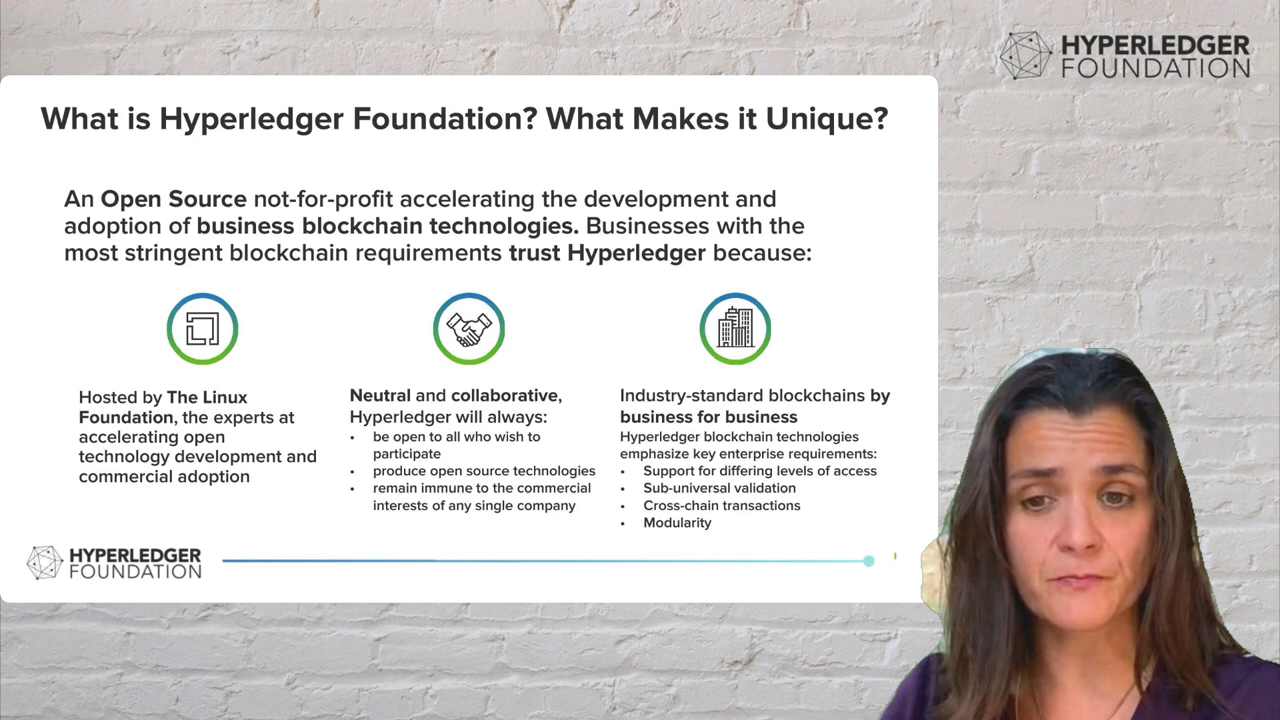 HYPERLEDGER
FOUNDATION
What is Hyperledger Foundation? What Makes it Unique?
An Open Source not-for-profit accelerating the development and
adoption of business blockchain technologies. Businesses with the
most stringent blockchain requirements trust Hyperledger because:
Hosted by The Linux
Foundation, the experts at
accelerating open
technology development and
commercial adoption
Neutral and collaborative,
Hyperledger will always:
• be open to all who wish to
participate
• produce open source technologies
• remain immune to the commercial
interests of any single company
Industry-standard blockchains by
business for business
Hyperledger blockchain technologies
emphasize key enterprise requirements:
• Support for differing levels of access
• Sub-universal validation
• Cross-chain transactions
• Modularity
HYPERLEDGER
FOUNDATION